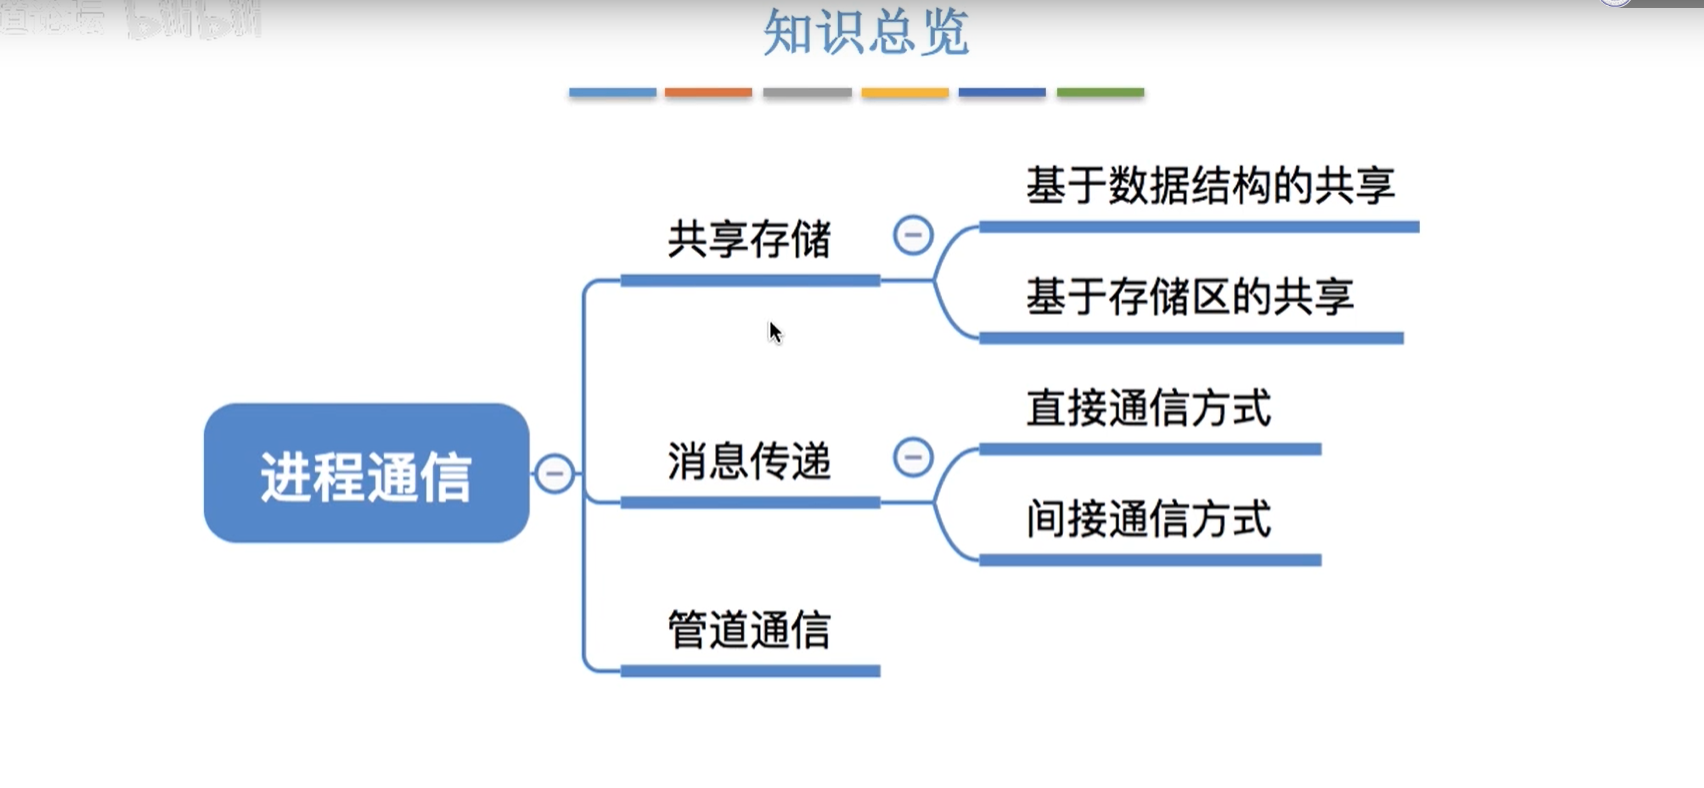 知识总览
基于数据结构的共享
共享存储
基于存储区的共享
直接通信方式
消息传递
进程通信
间接通信方式
管道通信